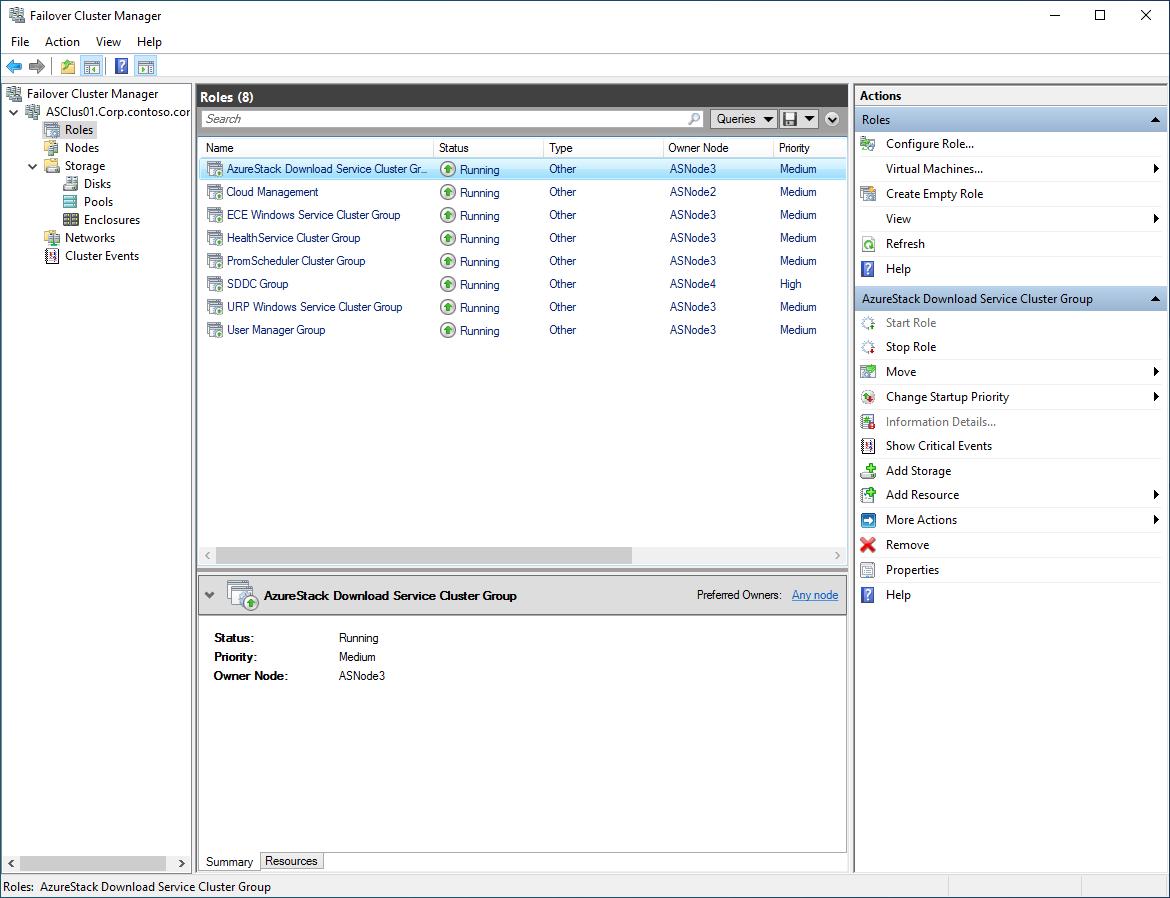 Failover Cluster Manager
File Action View Help
Failover Cluster Manager
ASClus01.Corp.contoso.cor
Roles
Nodes
Storage
Disks
Pools
Enclosures
Networks
Cluster Events
Roles (8)
Search
Queries
Name Status Type Owner Node Priority
AzureStack Download Service Cluster Gr... Running Other ASNode3 Medium
Cloud Management Running Other ASNode2 Medium
ECE Windows Service Cluster Group Running Other ASNode3 Medium
HealthService Cluster Group Running Other ASNode3 Medium
PromScheduler Cluster Group Running Other ASNode3 Medium
SDDC Group Running Other ASNode4 High
URP Windows Service Cluster Group Running Other ASNode3 Medium
User Manager Group Running Other ASNode3 Medium
AzureStack Download Service Cluster Group Preferred Owners: Any node
Status: Running
Priority: Medium
Owner Node: ASNode3
Summary Resources
Actions
Roles
Configure Role...
Virtual Machines...
Create Empty Role
View
Refresh
Help
AzureStack Download Service Cluster Group
Start Role
Stop Role
Move
Change Startup Priority
Information Details...
Show Critical Events
Add Storage
Add Resource
More Actions
Remove
Properties
Help
Roles: AzureStack Download Service Cluster Group